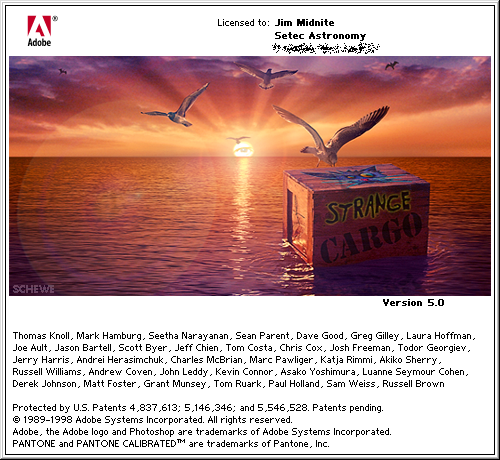 Adobe
Licensed to: Jim Midnite
Setec Astronomy
STRANGE
CARGO
SCHEWE
Version 5.0
Thomas Knoll, Mark Hamburg, Seetha Narayanan, Sean Parent, Dave Good, Greg Gilley, Laura Hoffman,
Joe Ault, Jason Bartell, Scott Byer, Jeff Chien, Tom Costa, Chris Cox, Josh Freeman, Todor Georgiev,
Jerry Harris, Andrei Herasimchuk, Charles McBrian, Marc Pawliger, Katja Rimmi, Akiko Sherry,
Russell Williams, Andrew Coven, John Leddy, Kevin Connor, Asako Yoshimura, Luanne Seymour Cohen,
Derek Johnson, Matt Foster, Grant Munsey, Tom Ruark, Paul Holland, Sam Weiss, Russell Brown
Protected by U.S. Patents 4,837,613; 5,146,346; and 5,546,528. Patents pending.
© 1989-1998 Adobe Systems Incorporated. All rights reserved.
Adobe, the Adobe logo and Photoshop are trademarks of Adobe Systems Incorporated.
PANTONE and PANTONE CALIBRATED™ are trademarks of Pantone, Inc.